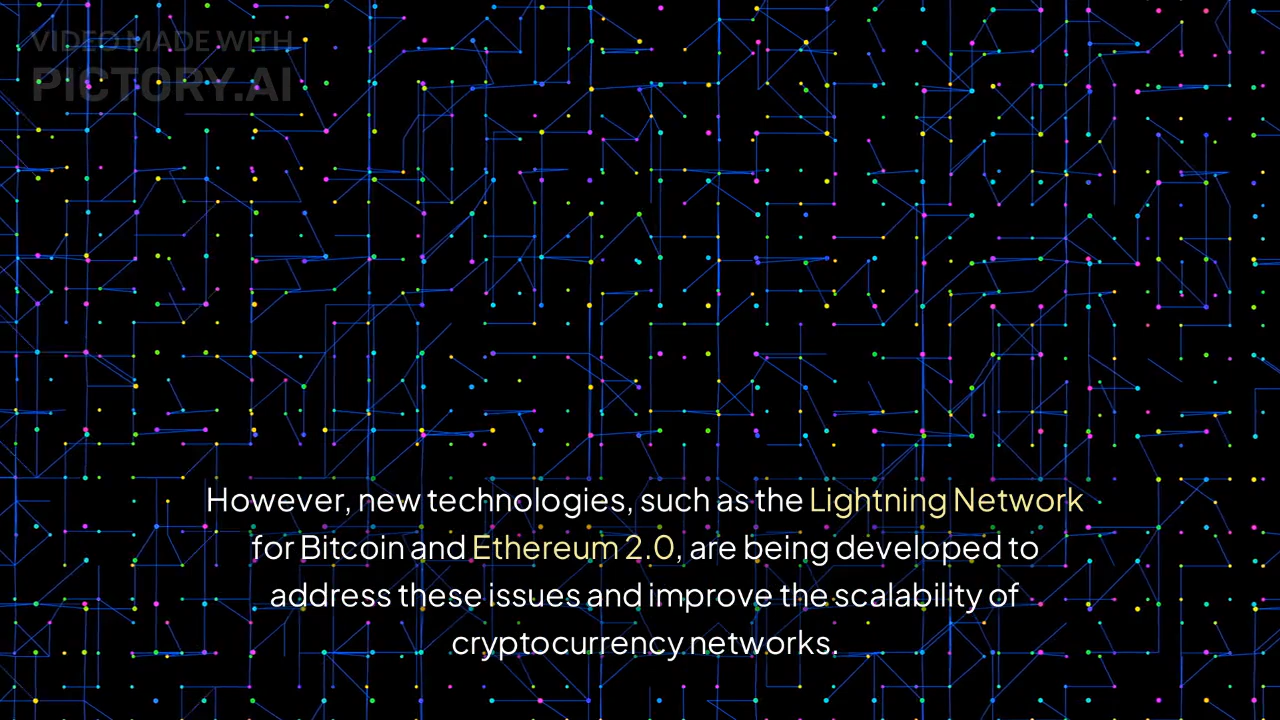 VIDEO MADE WITH
PICTORY.AI
However, new technologies, such as the Lightning Network
for Bitcoin and Ethereum 2.0, are being developed to
address these issues and improve the scalability of
cryptocurrency networks.